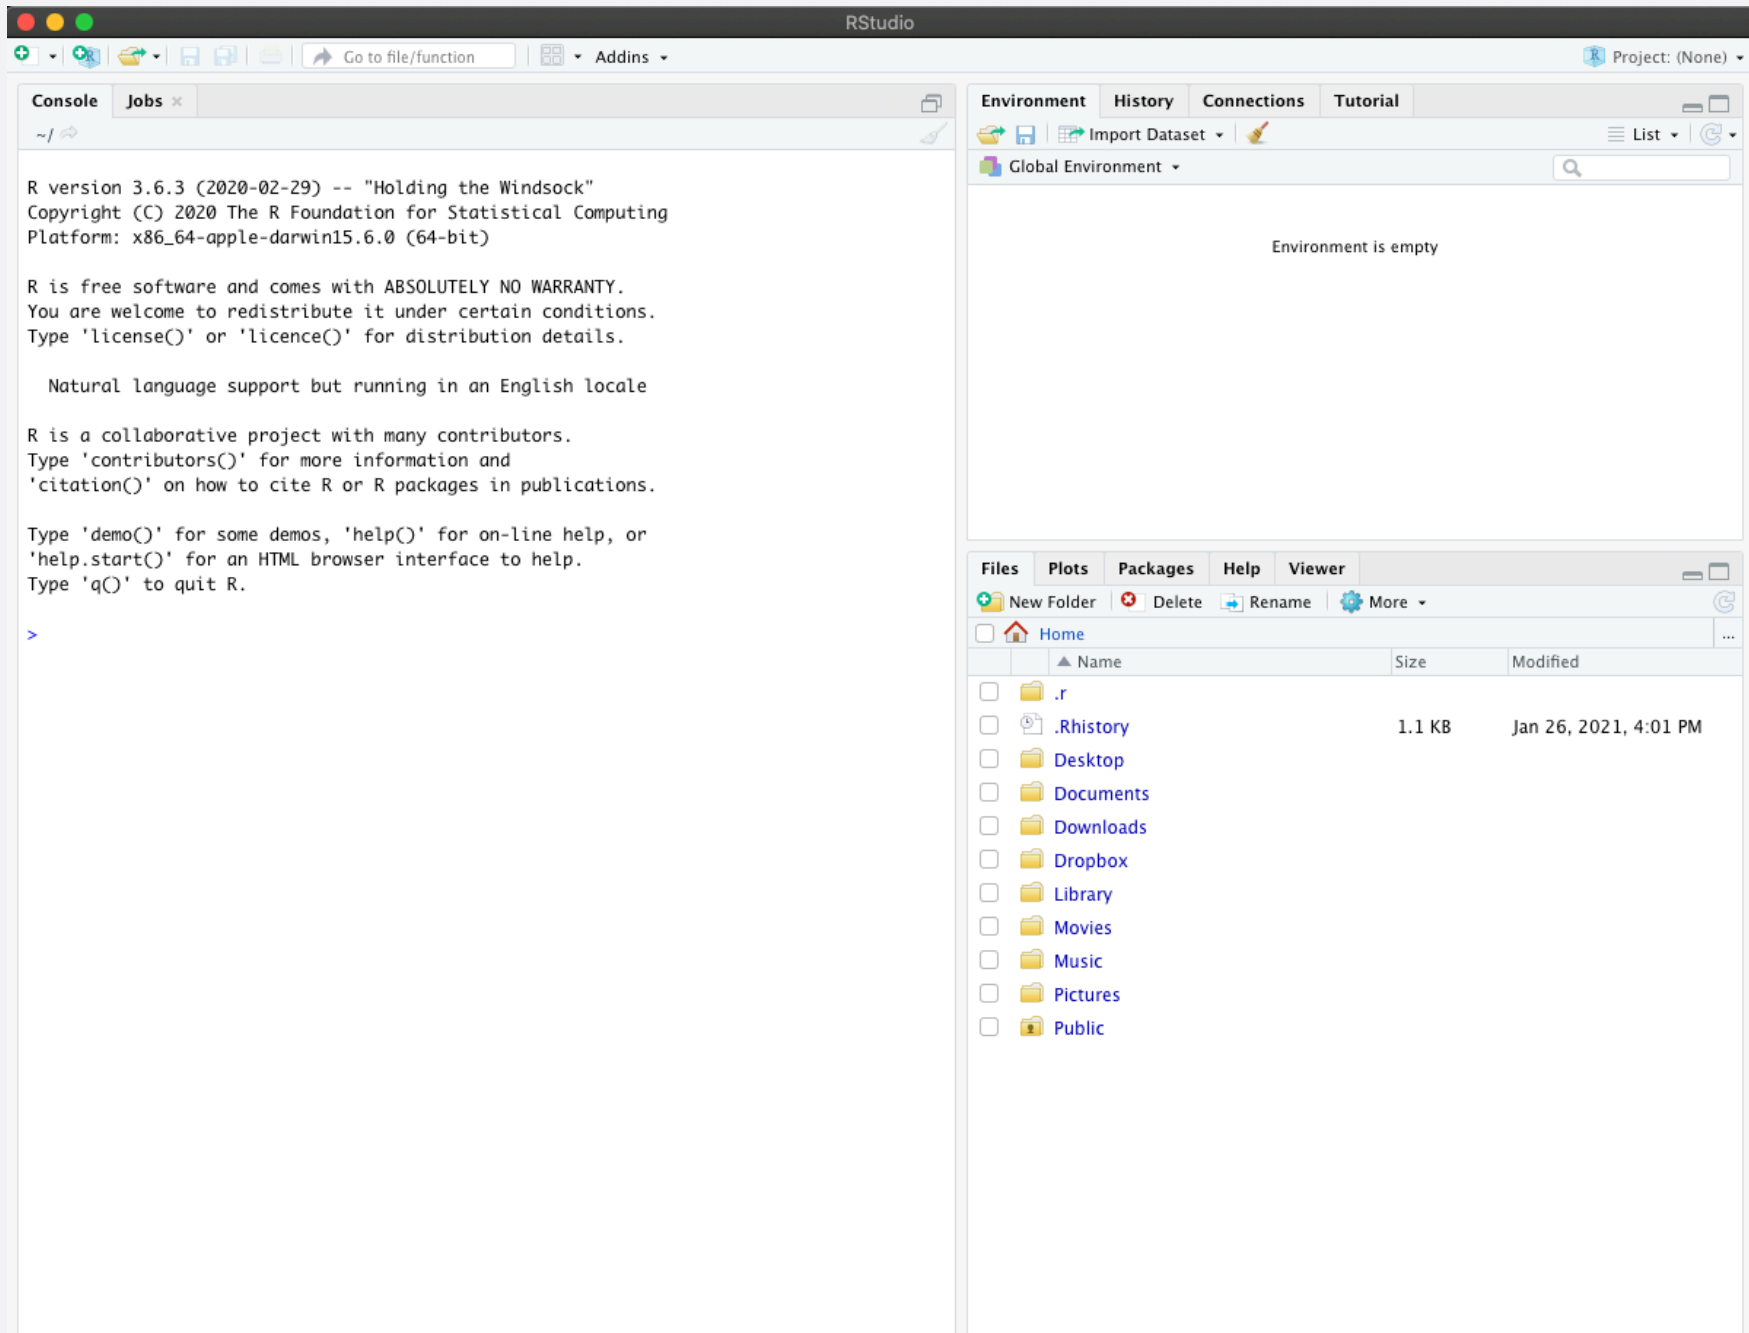 RStudio
Go to file/function
Addins
Project: (None)
Console Jobs
~/
R version 3.6.3 (2020-02-29) -- "Holding the Windsock"
Copyright (C) 2020 The R Foundation for Statistical Computing
Platform: x86_64-apple-darwin15.6.0 (64-bit)
R is free software and comes with ABSOLUTELY NO WARRANTY.
You are welcome to redistribute it under certain conditions.
Type 'license()' or 'licence()' for distribution details.
Natural language support but running in an English locale
R is a collaborative project with many contributors.
Type 'contributors()' for more information and
'citation()' on how to cite R or R packages in publications.
Type 'demo()' for some demos, 'help()' for on-line help, or
'help.start()' for an HTML browser interface to help.
Type 'q()' to quit R.
>
Environment History Connections Tutorial
Import Dataset List
Global Environment
Environment is empty
Files Plots Packages Help Viewer
New Folder Delete Rename More
Home ...
Name Size Modified
.r
.Rhistory 1.1 KB Jan 26, 2021, 4:01 PM
Desktop
Documents
Downloads
Dropbox
Library
Movies
Music
Pictures
Public